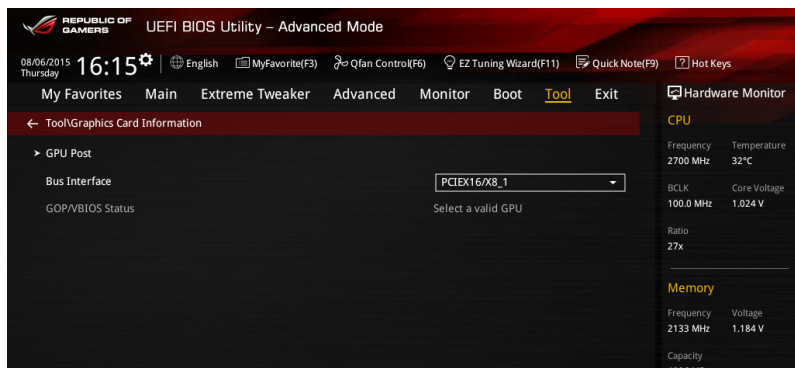 REPUBLIC OF
GAMERS
UEFI BIOS Utility – Advanced Mode
08/06/2015
Thursday
16:15
English
MyFavorite(F3)
Qfan Control(F6)
EZ Tuning Wizard(F11)
Quick Note(F9)
? Hot Keys
My Favorites Main Extreme Tweaker Advanced Monitor Boot Tool Exit
Hardware Monitor
← Tool\Graphics Card Information
> GPU Post
Bus Interface PCIEX16/X8_1
GOP/VBIOS Status Select a valid GPU
CPU
Frequency Temperature
2700 MHz 32°C
BCLK Core Voltage
100.0 MHz 1.024 V
Ratio
27x
Memory
Frequency Voltage
2133 MHz 1.184 V
Capacity